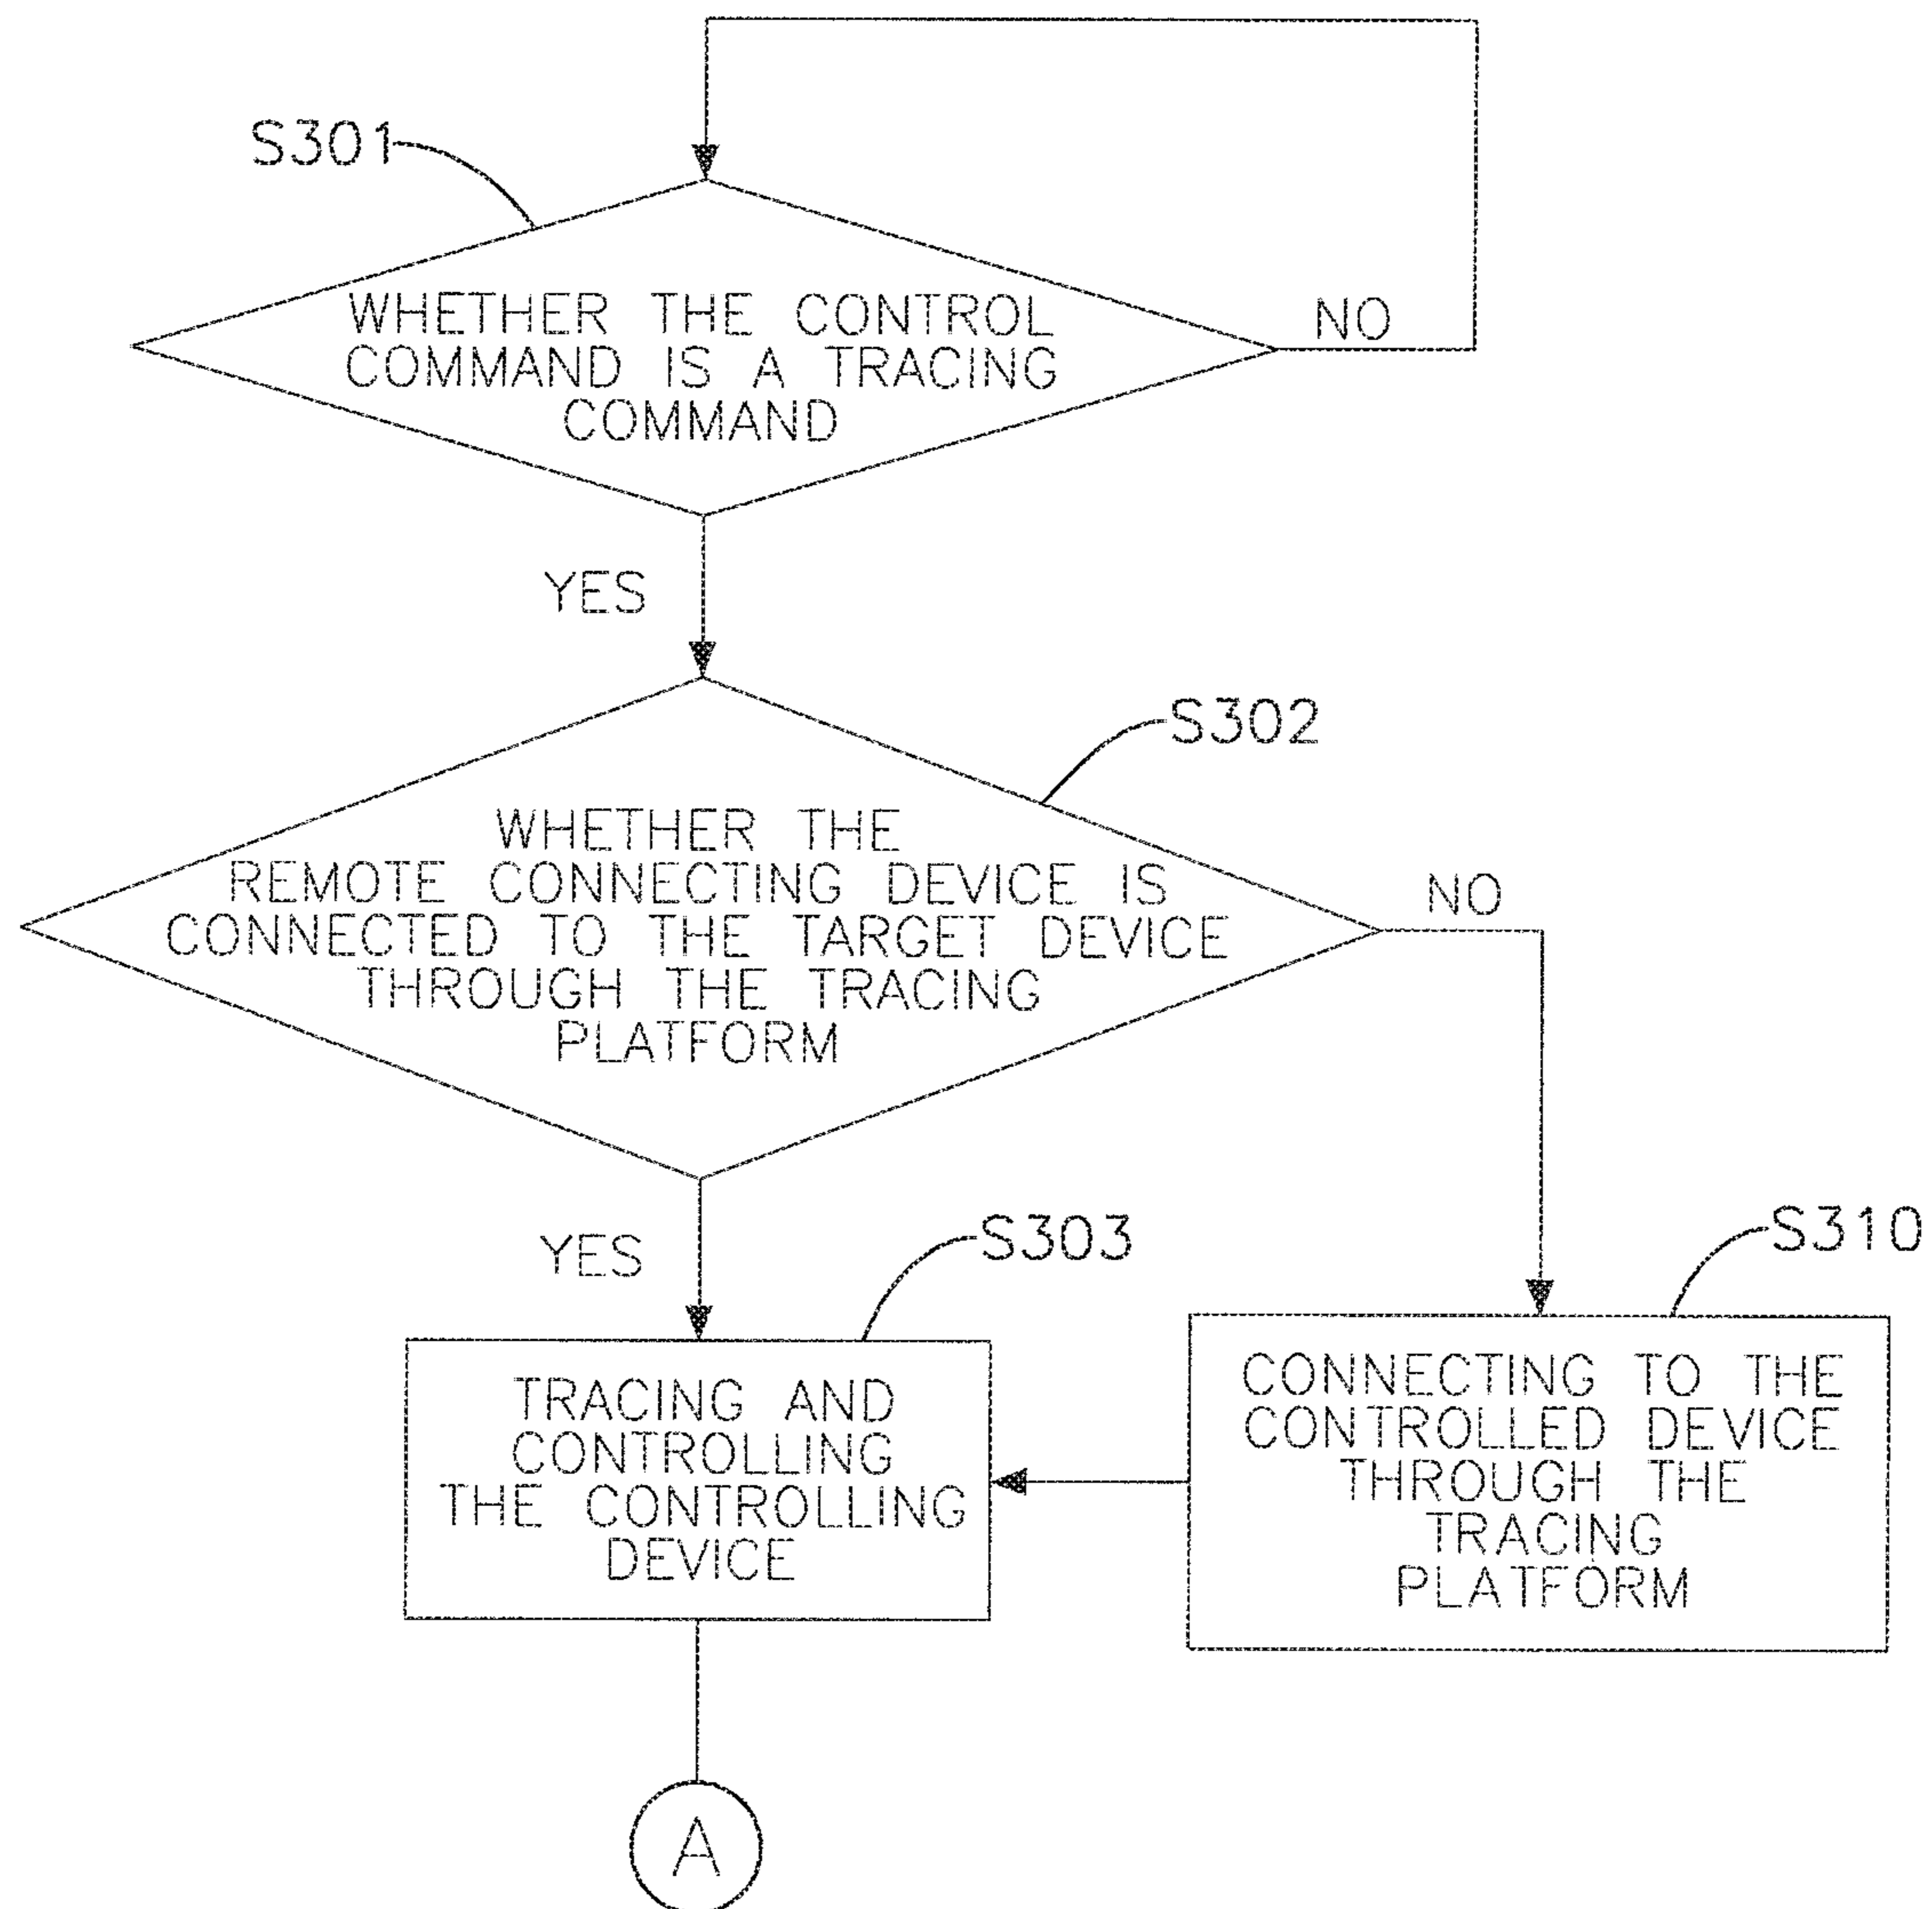 S301
WHETHER THE CONTROL
COMMAND IS A TRACING
COMMAND
NO
YES
S302
WHETHER THE
REMOTE CONNECTING DEVICE IS
CONNECTED TO THE TARGET DEVICE
THROUGH THE TRACING
PLATFORM
NO
YES
S303
S310
TRACING AND
CONTROLLING
THE CONTROLLING
DEVICE
CONNECTING TO THE
CONTROLLED DEVICE
THROUGH THE
TRACING
PLATFORM
A